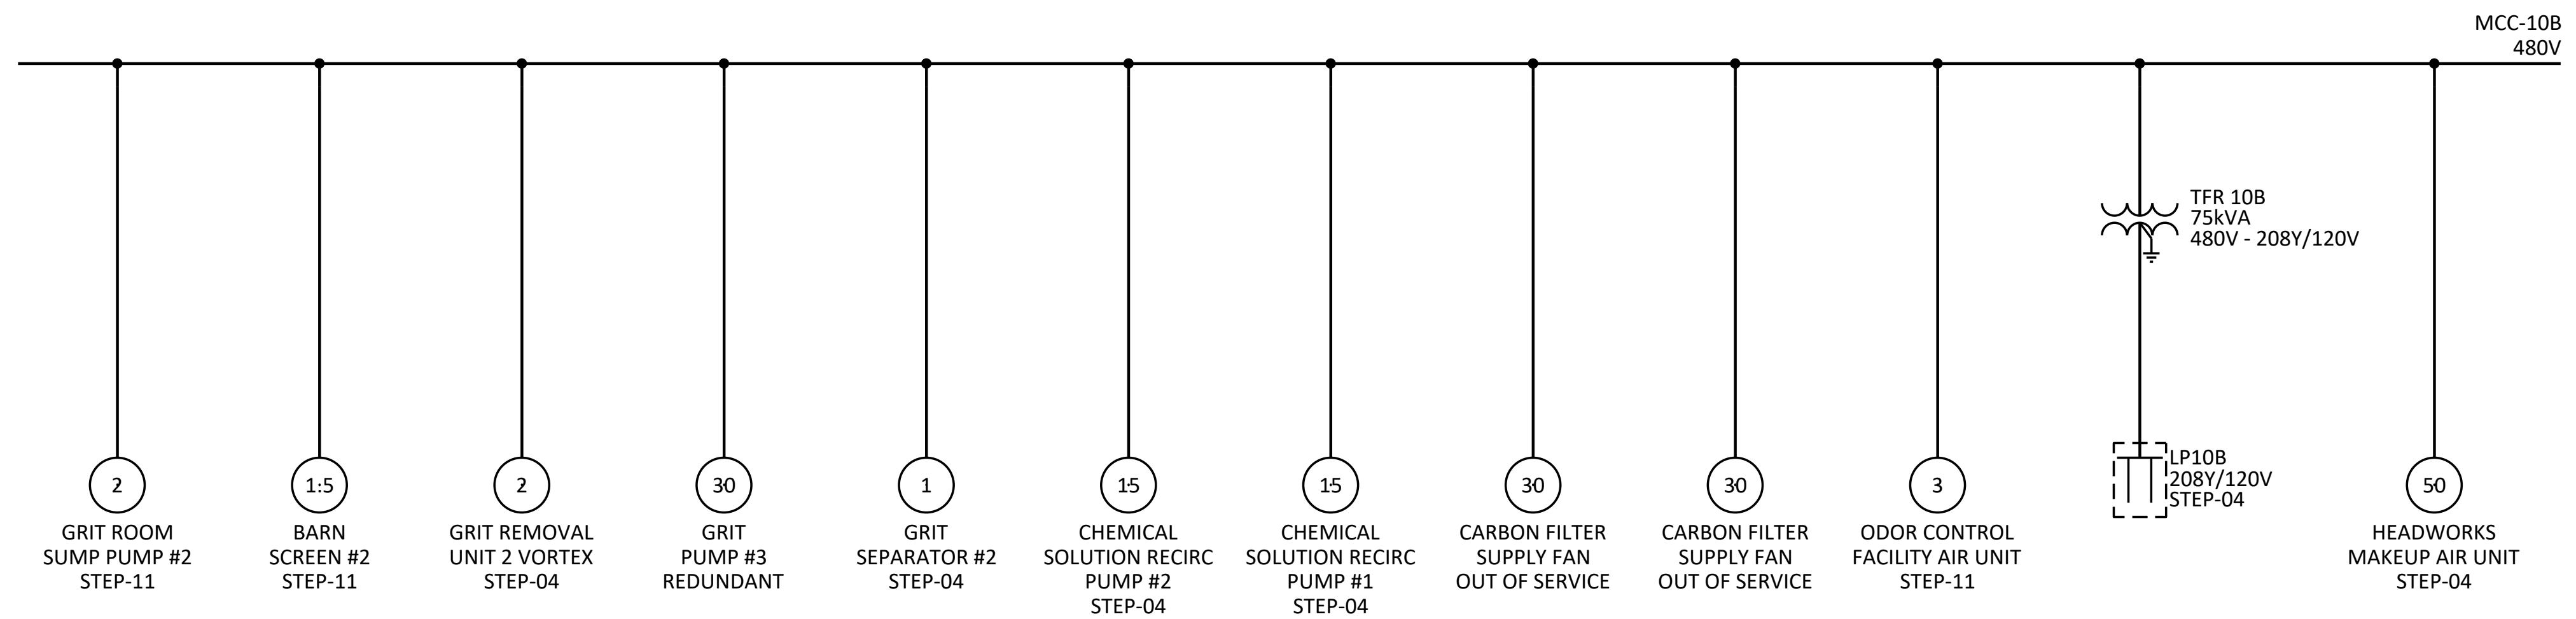 MCC-10B
480V
TFR 10B
75kVA
480V - 208Y/120V
2
GRIT ROOM
SUMP PUMP #2
STEP-11
1.5
BARN
SCREEN #2
STEP-11
2
GRIT REMOVAL
UNIT 2 VORTEX
STEP-04
30
GRIT
PUMP #3
REDUNDANT
1
GRIT
SEPARATOR #2
STEP-04
15
CHEMICAL
SOLUTION RECIRC
PUMP #2
STEP-04
15
CHEMICAL
SOLUTION RECIRC
PUMP #1
STEP-04
30
CARBON FILTER
SUPPLY FAN
OUT OF SERVICE
30
CARBON FILTER
SUPPLY FAN
OUT OF SERVICE
3
ODOR CONTROL
FACILITY AIR UNIT
STEP-11
LP10B
208Y/120V
STEP-04
50
HEADWORKS
MAKEUP AIR UNIT
STEP-04